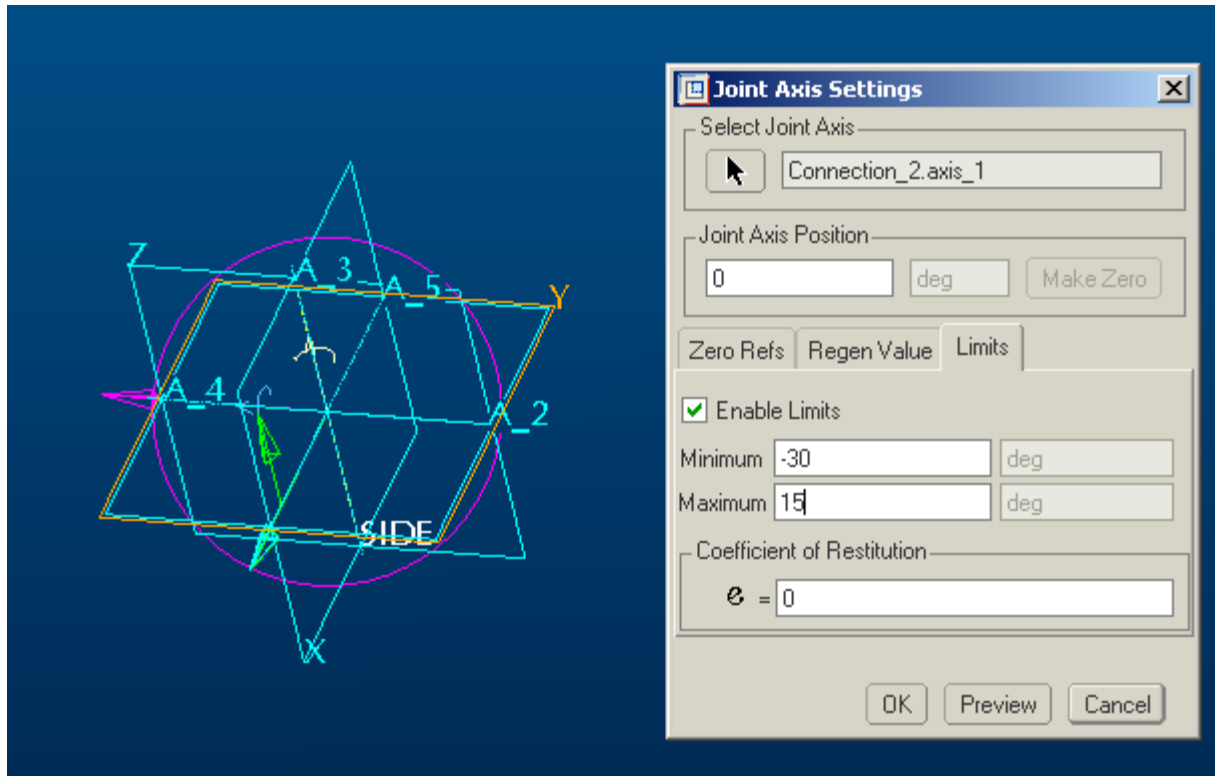 Joint Axis Settings
Select Joint Axis
Connection_2.axis_1
Joint Axis Position
0 deg Make Zero
Zero Refs Regen Value Limits
Enable Limits
Minimum -30 deg
Maximum 15 deg
Coefficient of Restitution
e = 0
OK Preview Cancel
Z
A_3
A_5
Y
A_4
A_2
SIDE
X